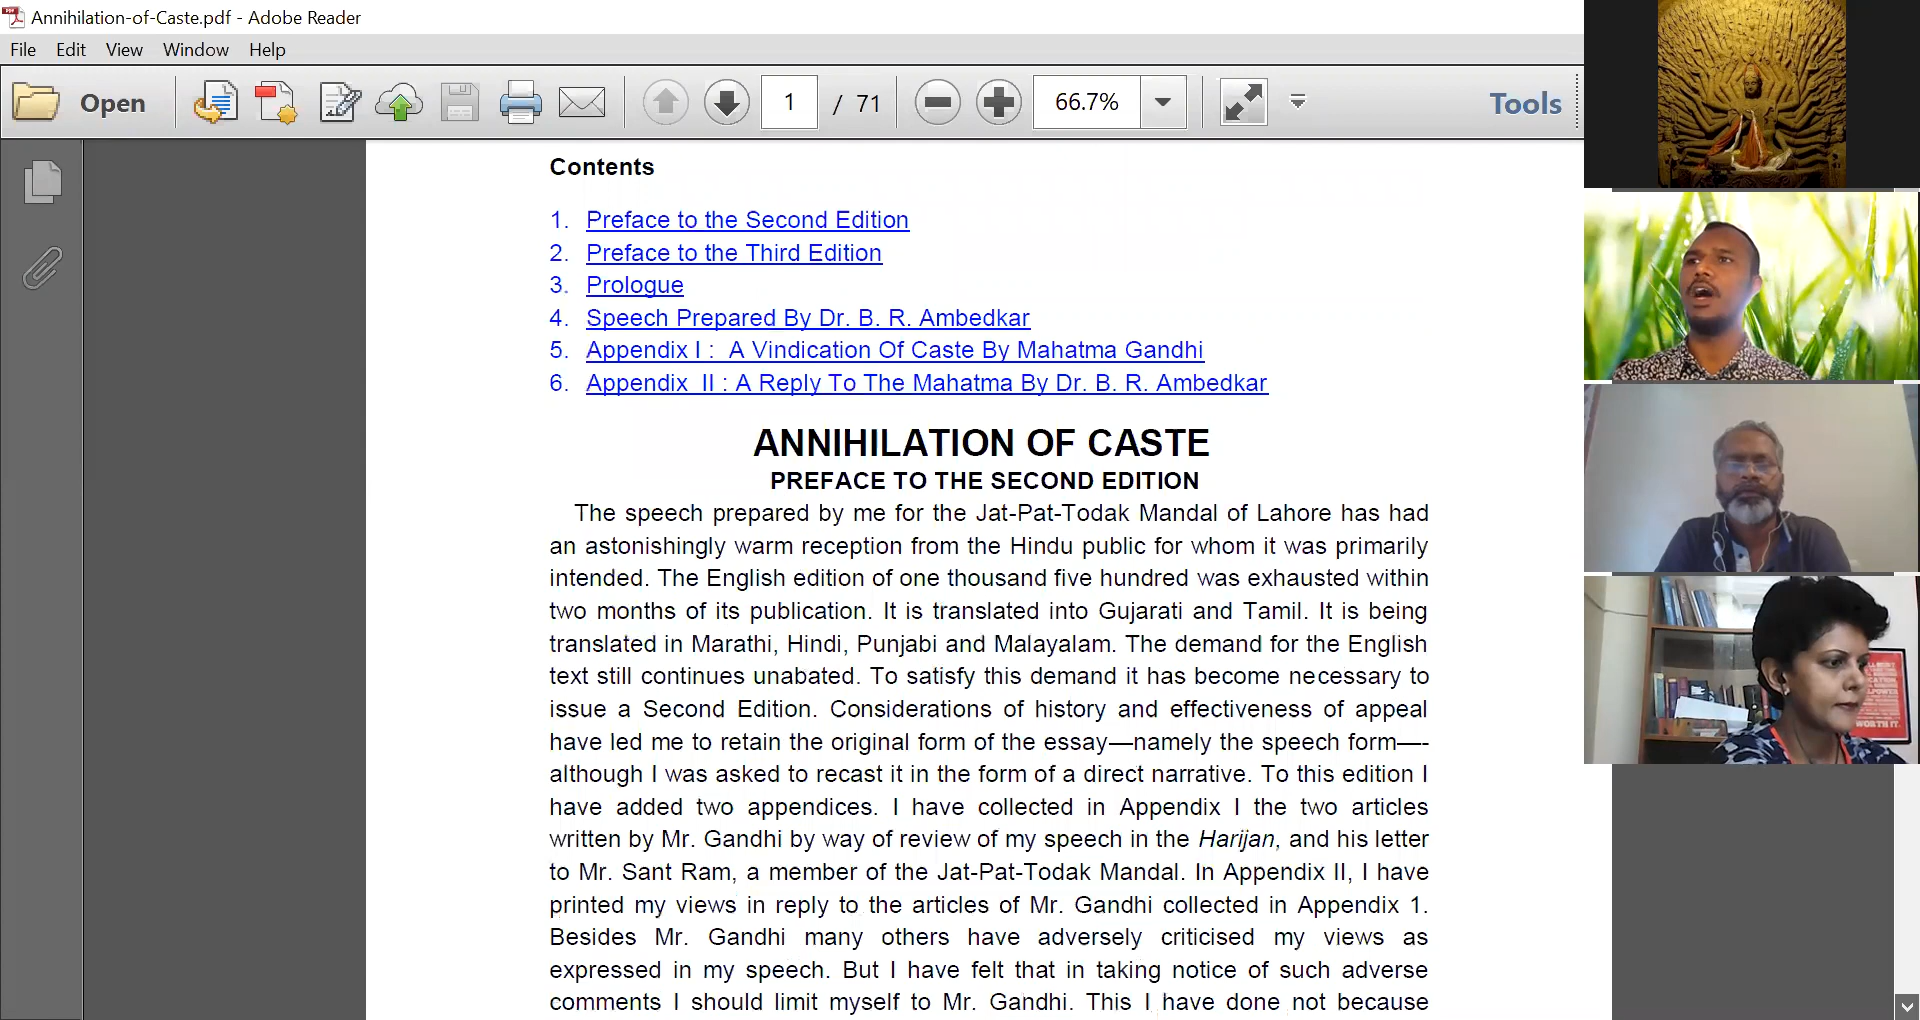 Annihilation-of-Caste.pdf - Adobe Reader
File Edit View Window Help
Open 1 / 71 66.7% Tools
Contents
1. Preface to the Second Edition
2. Preface to the Third Edition
3. Prologue
4. Speech Prepared By Dr. B. R. Ambedkar
5. Appendix I : A Vindication Of Caste By Mahatma Gandhi
6. Appendix II : A Reply To The Mahatma By Dr. B. R. Ambedkar
ANNIHILATION OF CASTE
PREFACE TO THE SECOND EDITION
The speech prepared by me for the Jat-Pat-Todak Mandal of Lahore has had
an astonishingly warm reception from the Hindu public for whom it was primarily
intended. The English edition of one thousand five hundred was exhausted within
two months of its publication. It is translated into Gujarati and Tamil. It is being
translated in Marathi, Hindi, Punjabi and Malayalam. The demand for the English
text still continues unabated. To satisfy this demand it has become necessary to
issue a Second Edition. Considerations of history and effectiveness of appeal
have led me to retain the original form of the essay—namely the speech form—-
although I was asked to recast it in the form of a direct narrative. To this edition I
have added two appendices. I have collected in Appendix I the two articles
written by Mr. Gandhi by way of review of my speech in the Harijan, and his letter
to Mr. Sant Ram, a member of the Jat-Pat-Todak Mandal. In Appendix II, I have
printed my views in reply to the articles of Mr. Gandhi collected in Appendix 1.
Besides Mr. Gandhi many others have adversely criticised my views as
expressed in my speech. But I have felt that in taking notice of such adverse
comments I should limit myself to Mr. Gandhi. This I have done not because
WORTH IT.